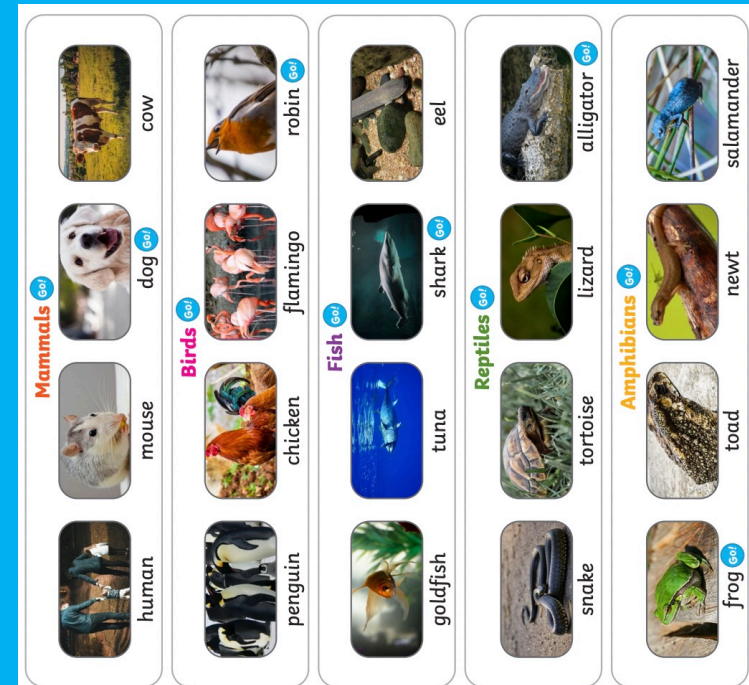 Mammals Go!
human
mouse
dog Go!
cow
Birds Go!
penguin
chicken
flamingo
robin Go!
Fish Go!
goldfish
tuna
shark Go!
eel
Reptiles Go!
snake
tortoise
lizard
alligator Go!
Amphibians Go!
frog Go!
toad
newt
salamander